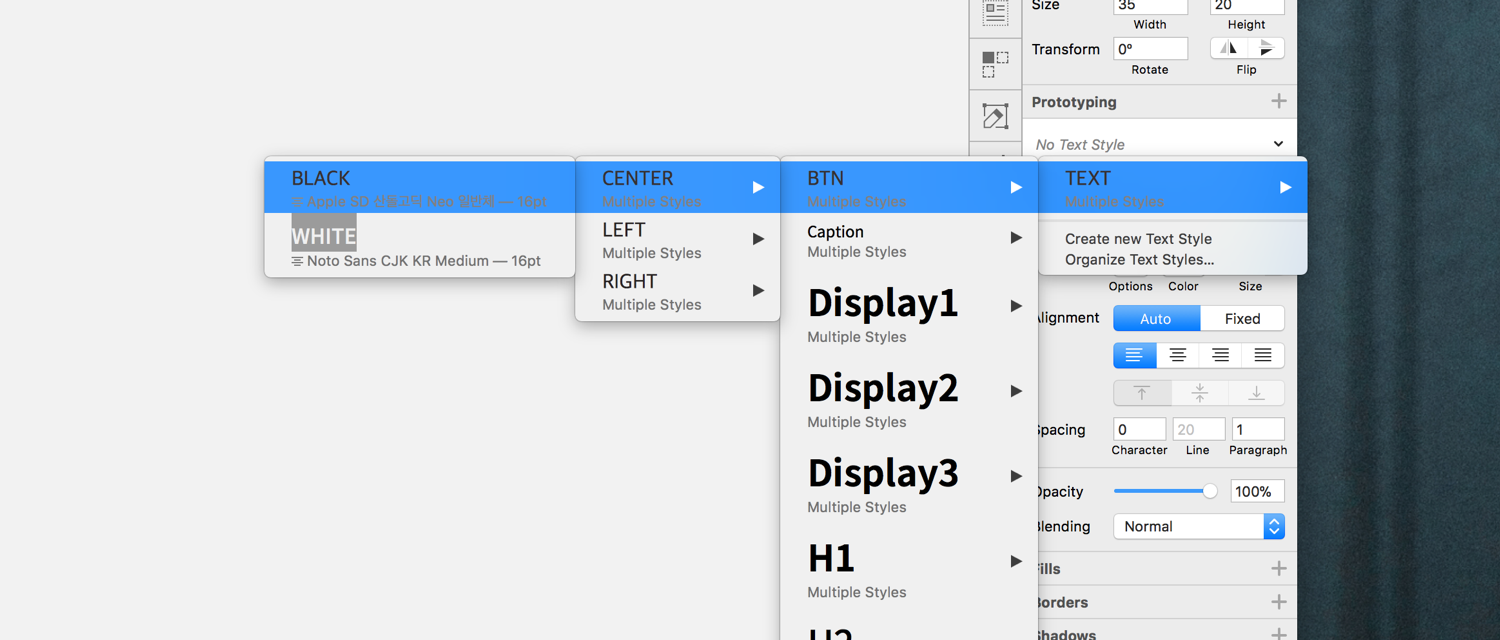 Size 35 20
Width Height
Transform 0°
Rotate Flip
Prototyping
No Text Style
BLACK
Apple SD 산돌고딕 Neo 일반체 — 16pt
WHITE
Noto Sans CJK KR Medium — 16pt
CENTER
Multiple Styles
LEFT
Multiple Styles
RIGHT
Multiple Styles
BTN
Multiple Styles
Caption
Multiple Styles
Display1
Multiple Styles
Display2
Multiple Styles
Display3
Multiple Styles
H1
Multiple Styles
H2
TEXT
Multiple Styles
Create new Text Style
Organize Text Styles...
Options Color Size
Alignment Auto Fixed
Spacing 0 20 1
Character Line Paragraph
Opacity 100%
Blending Normal
Fills
Borders
Shadows